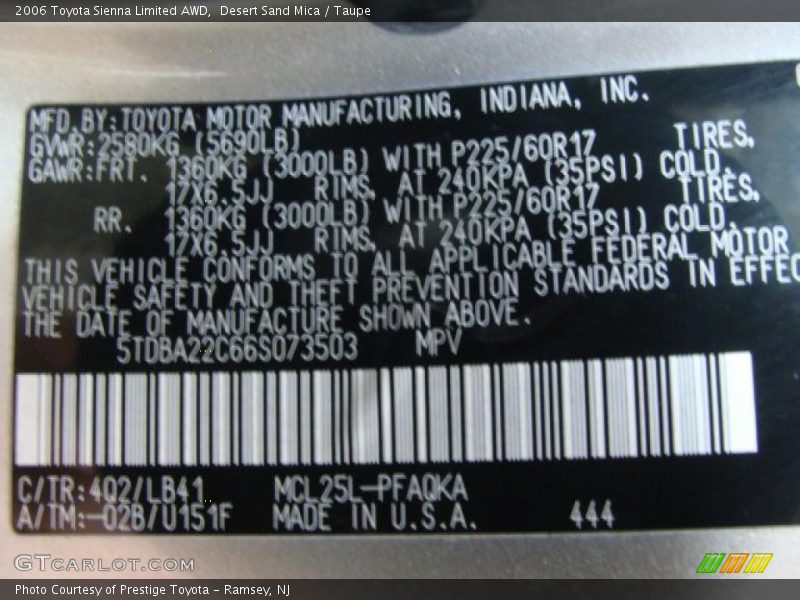 2006 Toyota Sienna Limited AWD, Desert Sand Mica / Taupe
MFD. BY: TOYOTA MOTOR MANUFACTURING, INDIANA, INC.
GVWR: 2580KG (5690LB)
GAWR: FRT. 1360KG (3000LB) WITH P225/60R17 TIRES,
17X6.5JJ RIMS, AT 240KPA (35PSI) COLD.
RR. 1360KG (3000LB) WITH P225/60R17 TIRES,
17X6.5JJ RIMS, AT 240KPA (35PSI) COLD.
THIS VEHICLE CONFORMS TO ALL APPLICABLE FEDERAL MOTOR
VEHICLE SAFETY AND THEFT PREVENTION STANDARDS IN EFFEC
THE DATE OF MANUFACTURE SHOWN ABOVE.
5TDBA22C66S073503 MPV
C/TR: 4Q2/LB41 MCL25L-PFAQKA
A/TM: -02B/U151F MADE IN U.S.A. 444
GTCARLOT.COM
Photo Courtesy of Prestige Toyota - Ramsey, NJ